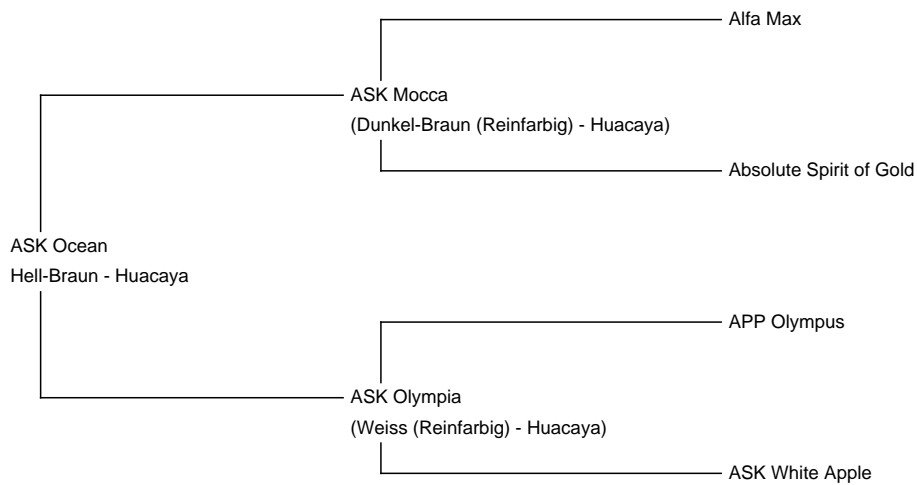 Alfa Max
ASK Mocca
(Dunkel-Braun (Reinfarbig) - Huacaya)
Absolute Spirit of Gold
ASK Ocean
Hell-Braun - Huacaya
APP Olympus
ASK Olympia
(Weiss (Reinfarbig) - Huacaya)
ASK White Apple